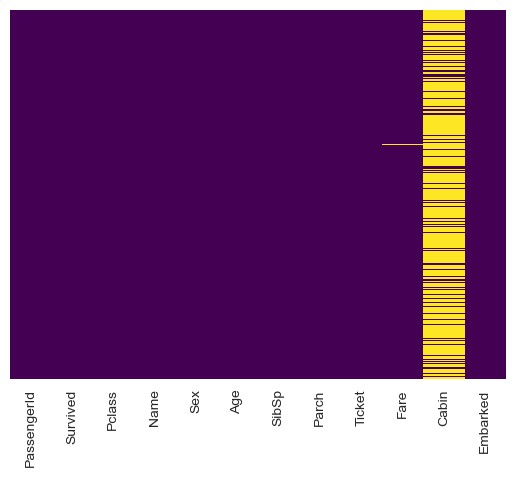 PassengerId
Survived
Pclass
Name
Sex
Age
SibSp
Parch
Ticket
Fare
Cabin
Embarked